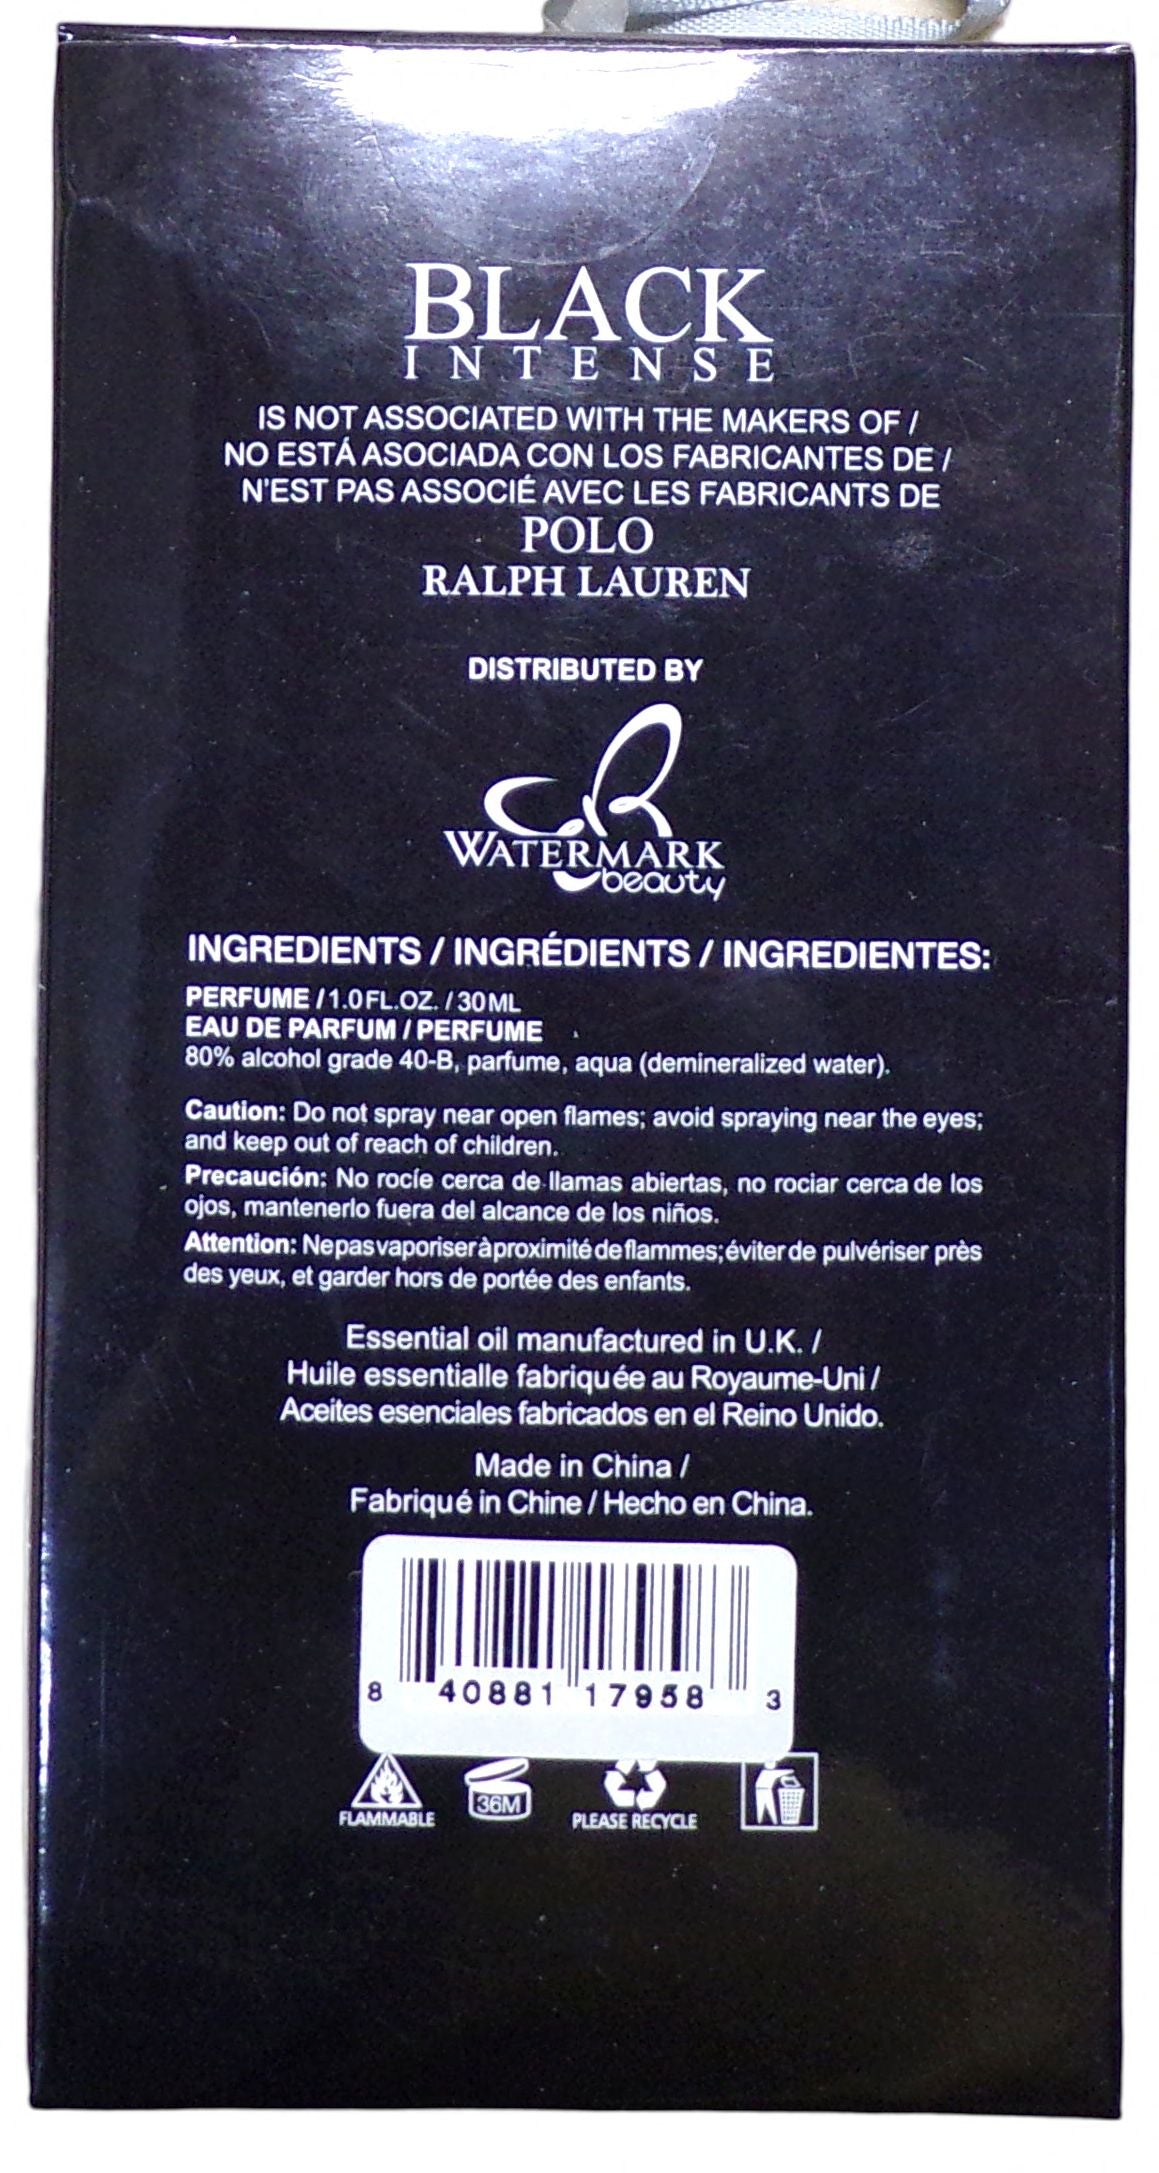 BLACK
INTENSE
IS NOT ASSOCIATED WITH THE MAKERS OF /
NO ESTÁ ASOCIADA CON LOS FABRICANTES DE /
N'EST PAS ASSOCIÉ AVEC LES FABRICANTS DE
POLO
RALPH LAUREN
DISTRIBUTED BY
WATERMARK
beauty
INGREDIENTS / INGRÉDIENTS / INGREDIENTES:
PERFUME / 1.0 FL.OZ. / 30 ML
EAU DE PARFUM / PERFUME
80% alcohol grade 40-B, parfume, aqua (demineralized water).
Caution: Do not spray near open flames; avoid spraying near the eyes;
and keep out of reach of children.
Precaución: No rocíe cerca de llamas abiertas, no rociar cerca de los
ojos, mantenerlo fuera del alcance de los niños.
Attention: Ne pas vaporiser à proximité de flammes; éviter de pulvériser près
des yeux, et garder hors de portée des enfants.
Essential oil manufactured in U.K. /
Huile essentialle fabriquée au Royaume-Uni /
Aceites esenciales fabricados en el Reino Unido.
Made in China /
Fabriqué in Chine / Hecho en China.
8 40881 17958 3
36M
FLAMMABLE PLEASE RECYCLE